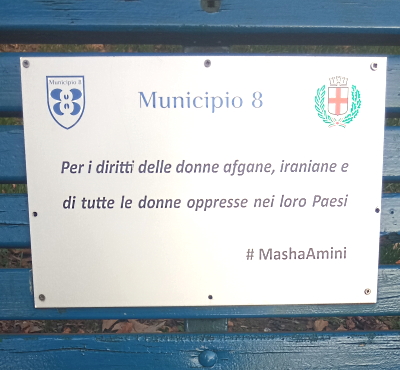 Municipio 8
Municipio 8
Per i diritti delle donne afgane, iraniane e
di tutte le donne oppresse nei loro Paesi
# MashaAmini